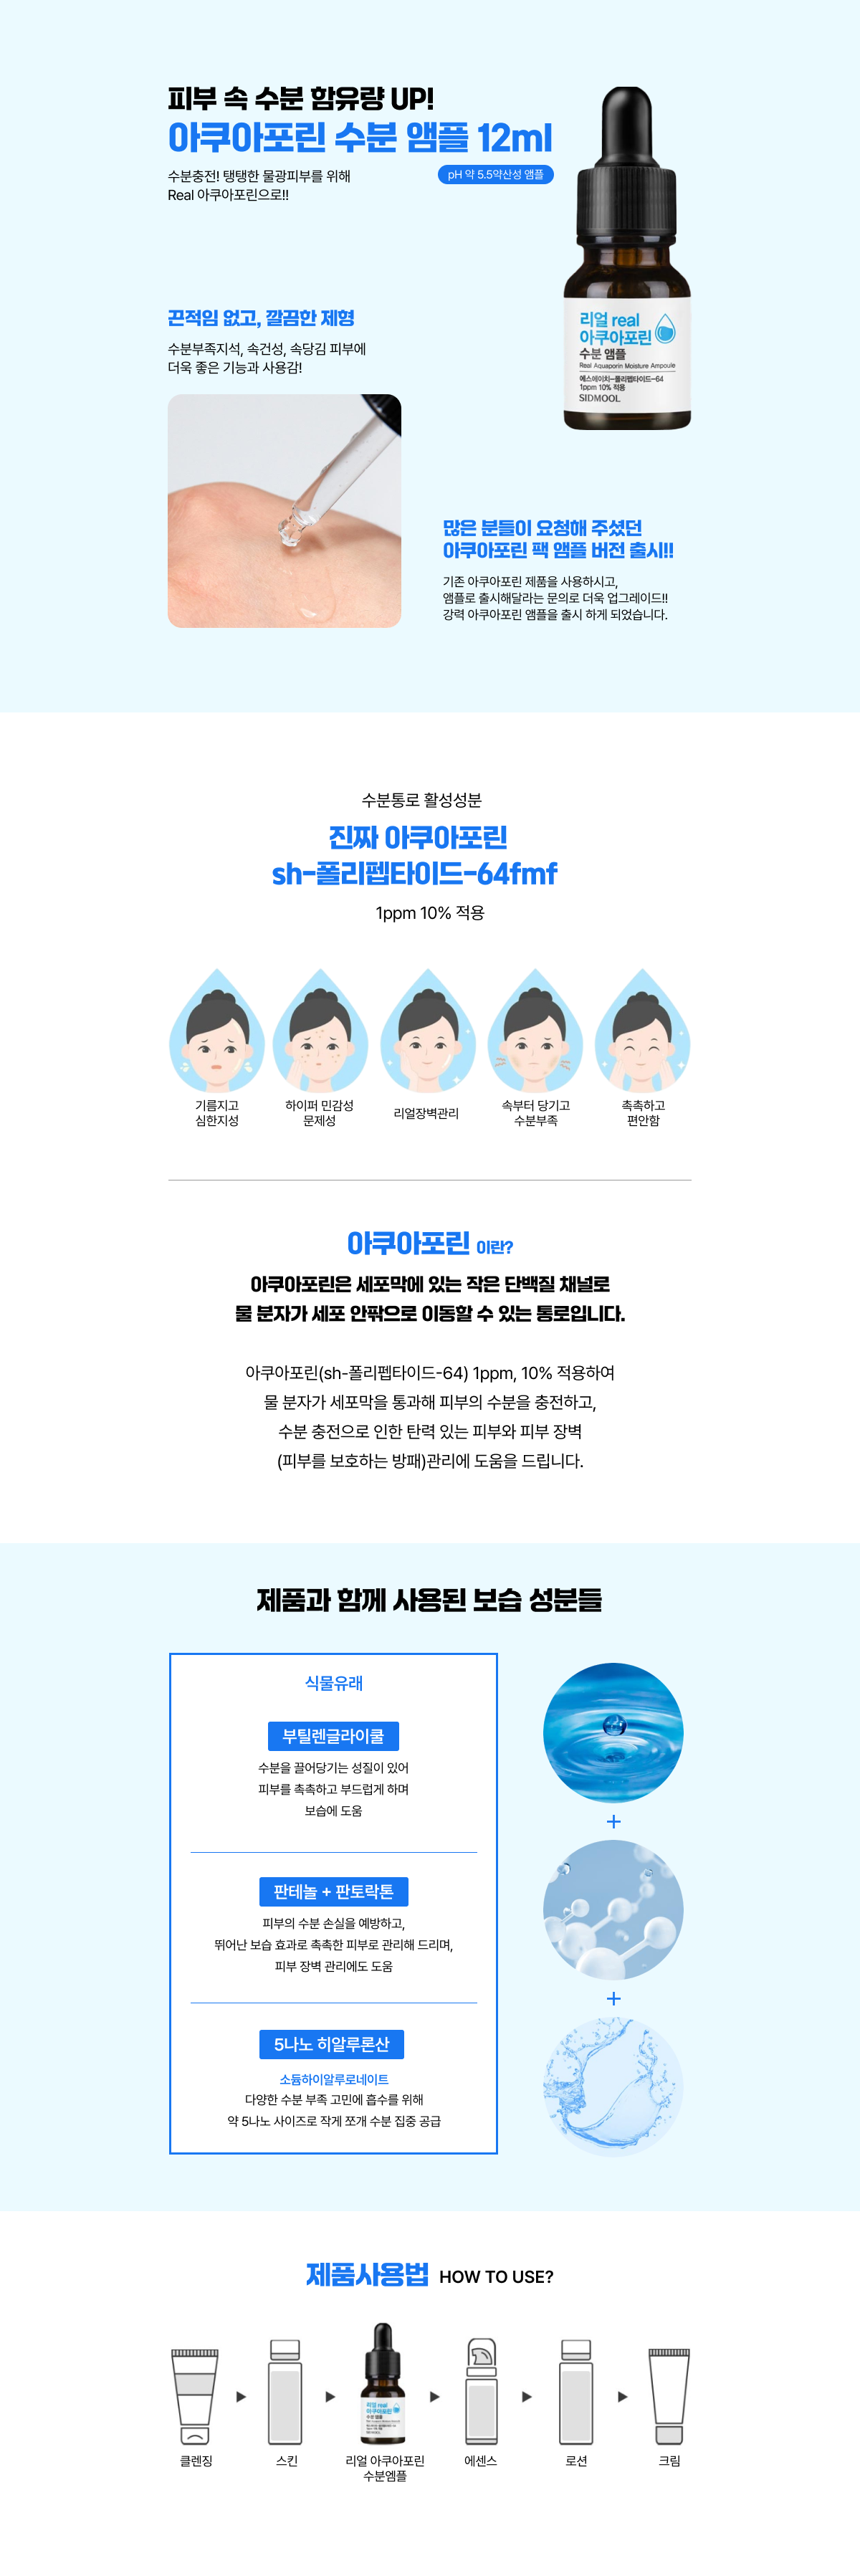 피부 속 수분 함유량 UP!
아쿠아포린 수분 앰플 12ml
수분충전! 탱탱한 물광피부를 위해
Real 아쿠아포린으로!!
pH 약 5.5약산성 앰플
리얼 real
아쿠아포린
수분 앰플
Real Aquaporin Moisture Ampoule
에스에이치-폴리펩타이드-64
1ppm 10% 적용
SIDMOOL
끈적임 없고, 깔끔한 제형
수분부족지석, 속건성, 속당김 피부에
더욱 좋은 기능과 사용감!
많은 분들이 요청해 주셨던
아쿠아포린 팩 앰플 버전 출시!!
기존 아쿠아포린 제품을 사용하시고,
앰플로 출시해달라는 문의로 더욱 업그레이드!!
강력 아쿠아포린 앰플을 출시 하게 되었습니다.
수분통로 활성성분
진짜 아쿠아포린
sh-폴리펩타이드-64fmf
1ppm 10% 적용
기름지고
심한지성
하이퍼 민감성
문제성
리얼장벽관리
속부터 당기고
수분부족
촉촉하고
편안함
아쿠아포린 이란?
아쿠아포린은 세포막에 있는 작은 단백질 채널로
물 분자가 세포 안팎으로 이동할 수 있는 통로입니다.
아쿠아포린(sh-폴리펩타이드-64) 1ppm, 10% 적용하여
물 분자가 세포막을 통과해 피부의 수분을 충전하고,
수분 충전으로 인한 탄력 있는 피부와 피부 장벽
(피부를 보호하는 방패)관리에 도움을 드립니다.
제품과 함께 사용된 보습 성분들
식물유래
부틸렌글라이쿨
수분을 끌어당기는 성질이 있어
피부를 촉촉하고 부드럽게 하며
보습에 도움
판테놀 + 판토락톤
피부의 수분 손실을 예방하고,
뛰어난 보습 효과로 촉촉한 피부로 관리해 드리며,
피부 장벽 관리에도 도움
5나노 히알루론산
소듐하이알루로네이트
다양한 수분 부족 고민에 흡수를 위해
약 5나노 사이즈로 작게 쪼개 수분 집중 공급
+
+
제품사용법 HOW TO USE?
리얼 real
아쿠아포린
수분 앰플
클렌징
스킨
리얼 아쿠아포린
수분엠플
에센스
로션
크림